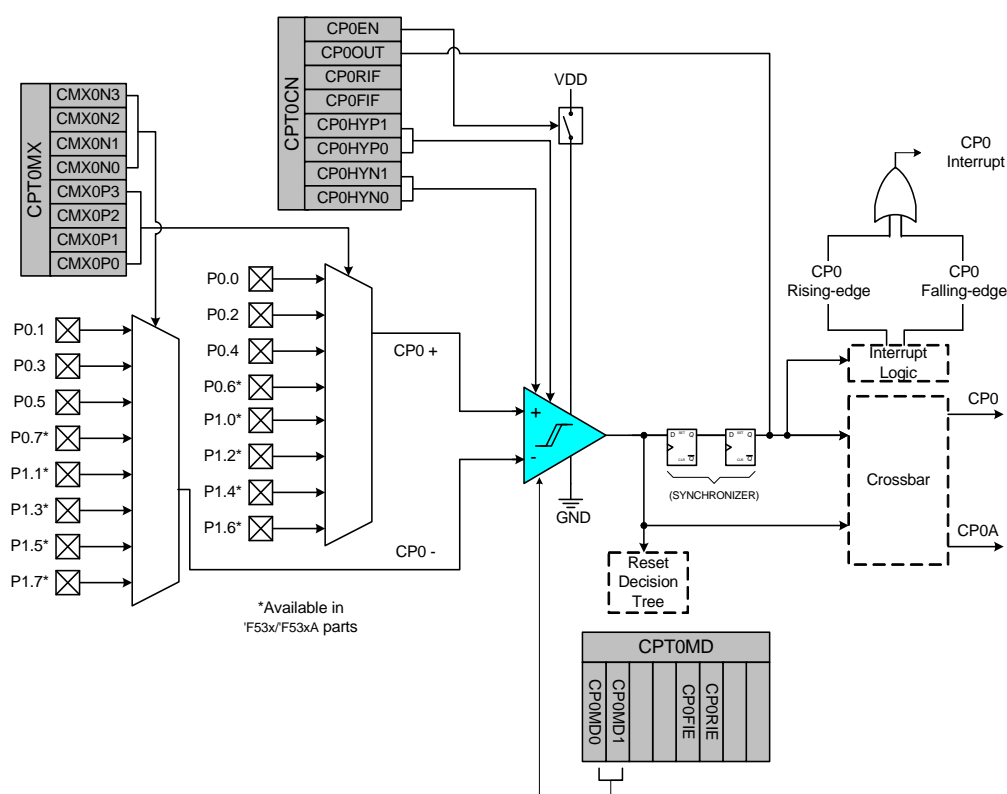 CPT0CN
CP0EN
CP0OUT
CP0RIF
CP0FIF
CP0HYP1
CP0HYP0
CP0HYN1
CP0HYN0
VDD
CPT0MX
CMX0N3
CMX0N2
CMX0N1
CMX0N0
CMX0P3
CMX0P2
CMX0P1
CMX0P0
CP0
Interrupt
CP0
Rising-edge
CP0
Falling-edge
P0.0
P0.2
P0.4
P0.6*
P1.0*
P1.2*
P1.4*
P1.6*
P0.1
P0.3
P0.5
P0.7*
P1.1*
P1.3*
P1.5*
P1.7*
CP0 +
CP0 -
+
-
GND
D SET Q
CLR Q
D SET Q
CLR Q
(SYNCHRONIZER)
Interrupt
Logic
Crossbar
CP0
CP0A
Reset
Decision
Tree
*Available in
'F53x/'F53xA parts
CPT0MD
CP0MD0
CP0MD1
CP0FIE
CP0RIE